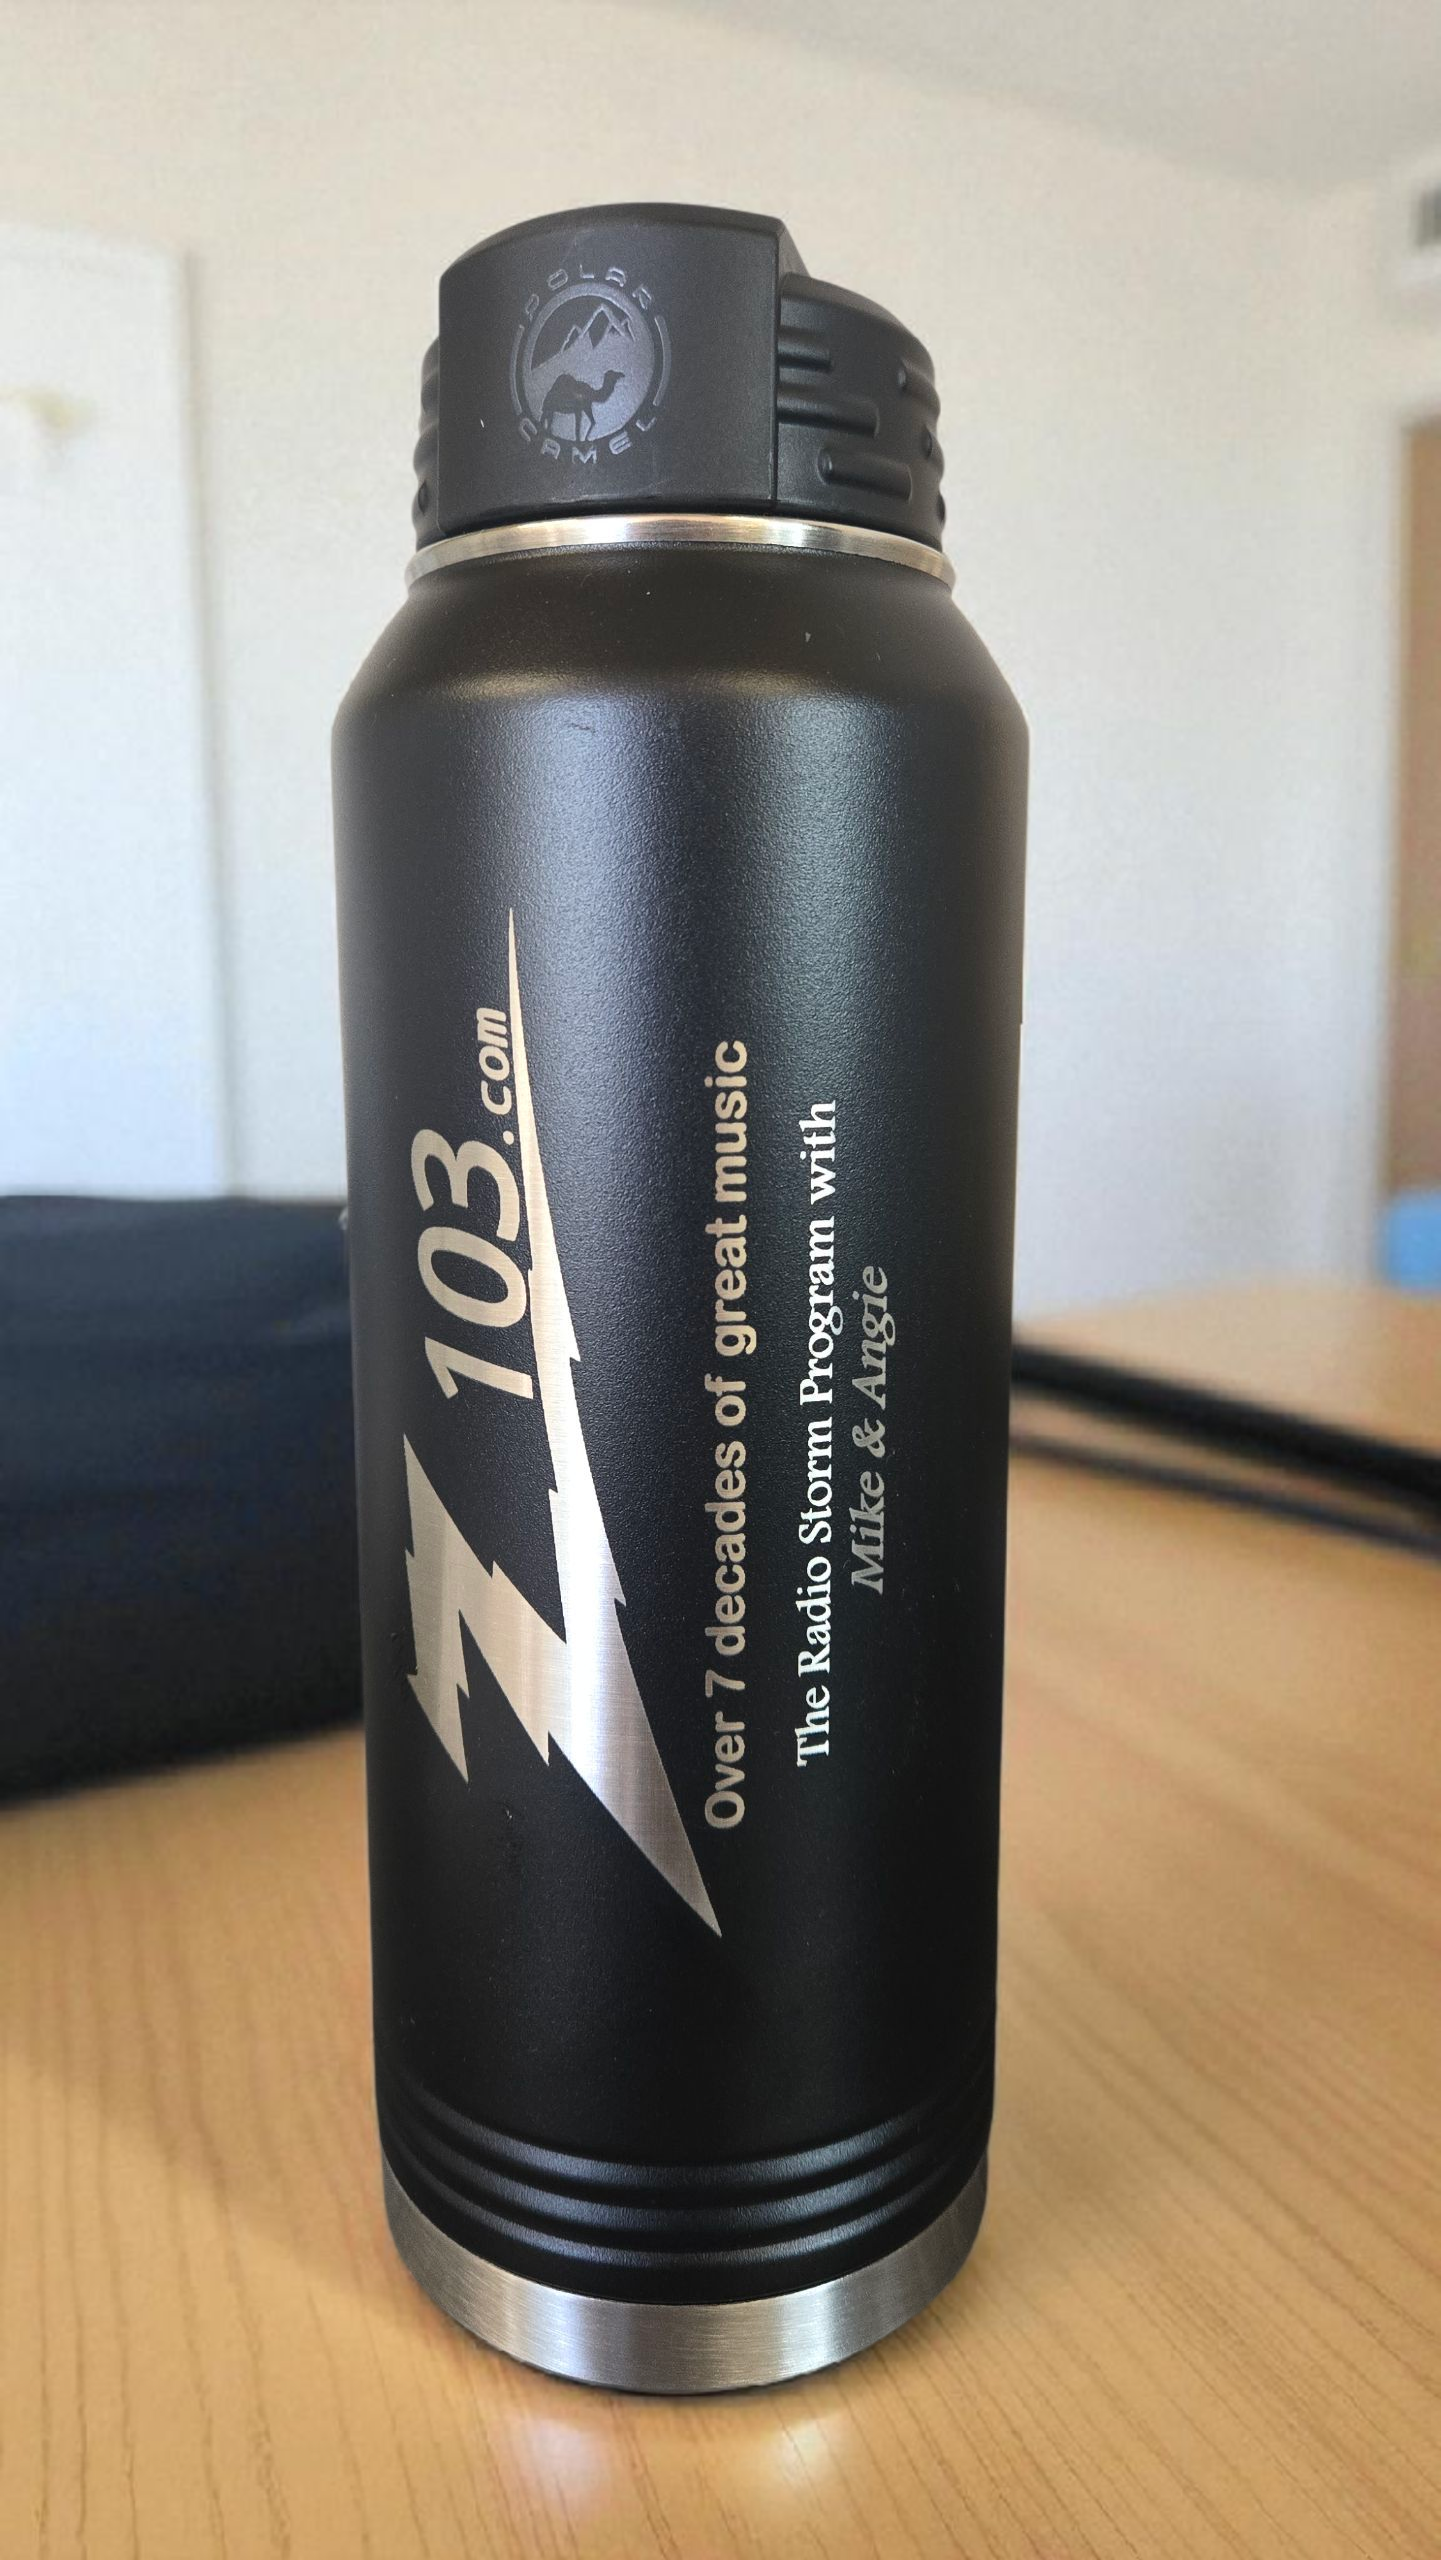 POLAR
CAMEL
Z 103.com
Over 7 decades of great music
The Radio Storm Program with
Mike & Angie